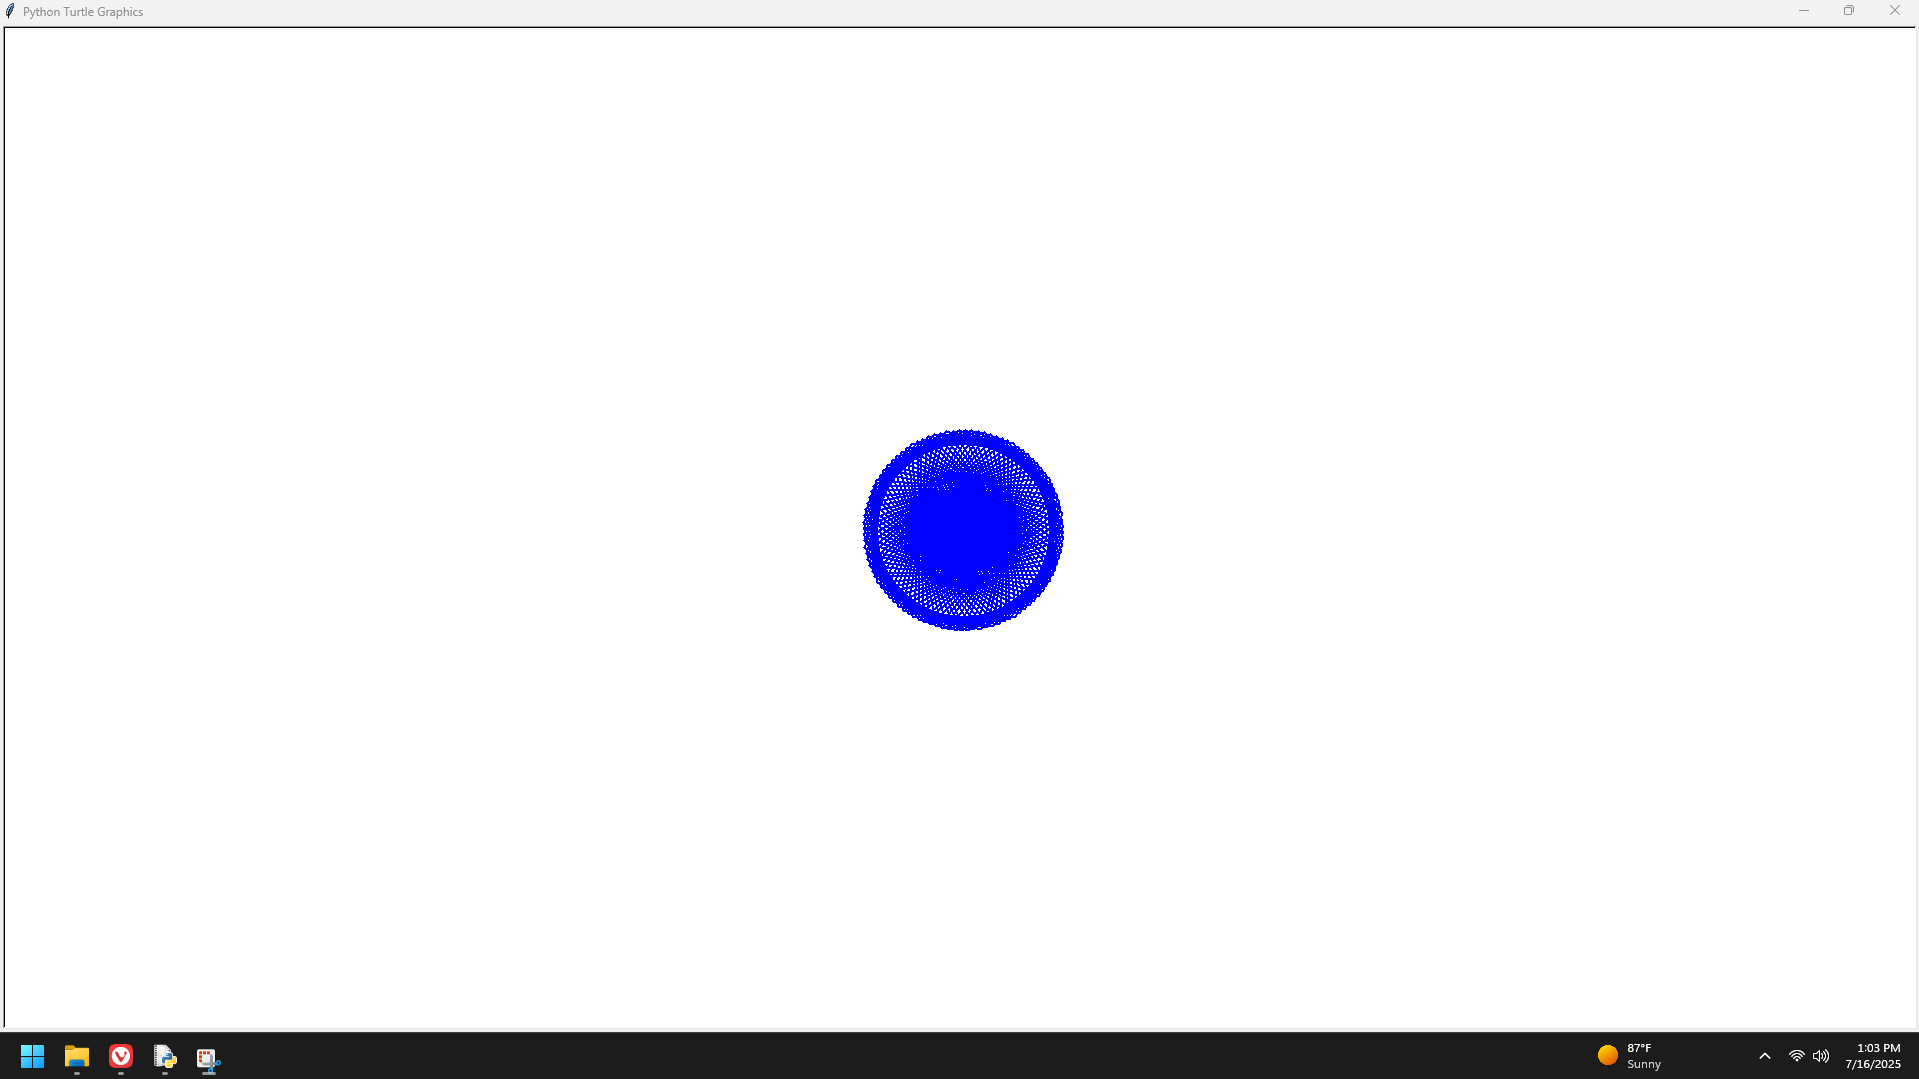 Python Turtle Graphics
87°F
Sunny
1:03 PM
7/16/2025